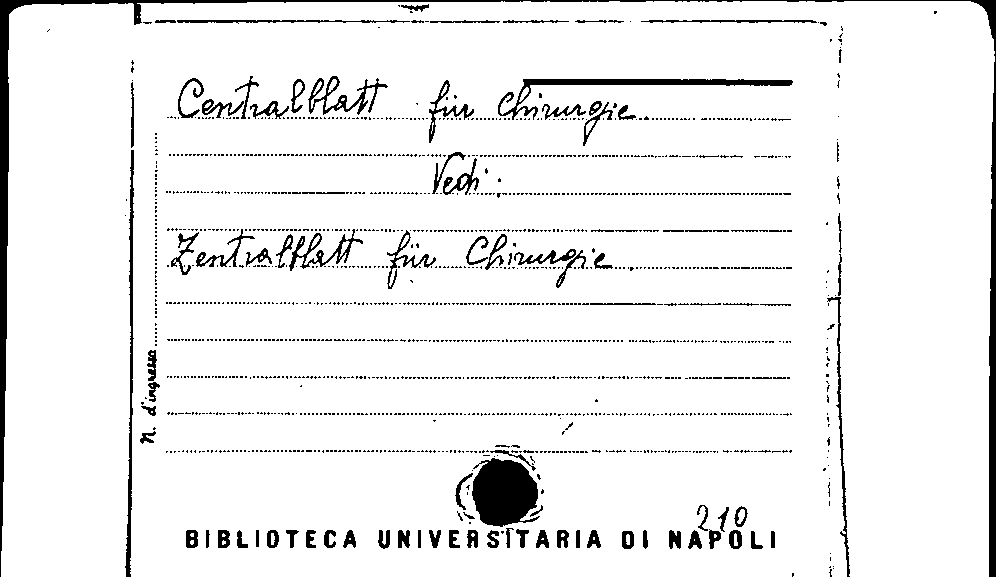 Centralblatt für Chirurgie.
Vedi:
Zentralblatt für Chirurgie.
N. d'ingresso
210
BIBLIOTECA UNIVERSITARIA DI NAPOLI